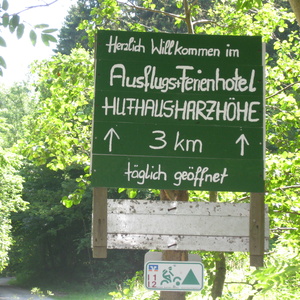 Herzlich Willkommen im
Ausflugs+Ferienhotel
HUTHAUS·HARZHÖHE
↑ 3 km ↑
täglich geöffnet